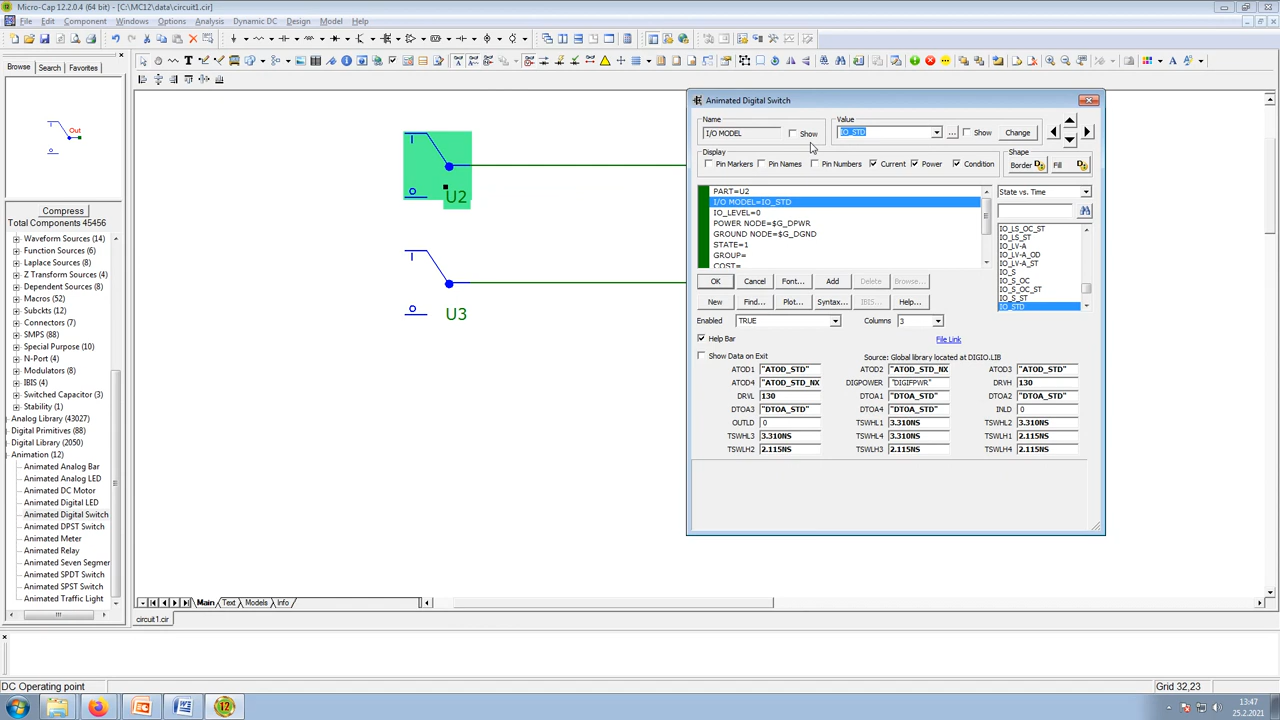 Micro-Cap 12.2.0.4 (64 bit) - [C:\MC12\data\circuit1.cir]
File Edit Component Windows Options Analysis Dynamic DC Design Model Help
Browse Search Favorites
Out
Compress
Total Components 45456
Waveform Sources (14)
Function Sources (6)
Laplace Sources (8)
Z Transform Sources (4)
Dependent Sources (8)
Macros (52)
Subckts (12)
Connectors (7)
SMPS (88)
Special Purpose (10)
N-Port (4)
Modulators (8)
IBIS (4)
Switched Capacitor (3)
Stability (1)
Analog Library (43027)
Digital Primitives (88)
Digital Library (2050)
Animation (12)
Animated Analog Bar
Animated Analog LED
Animated DC Motor
Animated Digital LED
Animated Digital Switch
Animated DPST Switch
Animated Meter
Animated Relay
Animated Seven Segmer
Animated SPDT Switch
Animated SPST Switch
Animated Traffic Light
U2
U3
Animated Digital Switch
Name
I/O MODEL
Show
Value
IO_STD
... Show Change
Display
Pin Markers Pin Names Pin Numbers Current Power Condition
Shape
Border Fill
PART=U2
I/O MODEL=IO_STD
IO_LEVEL=0
POWER NODE=$G_DPWR
GROUND NODE=$G_DGND
STATE=1
GROUP=
COST=
State vs. Time
IO_LS_OC_ST
IO_LS_ST
IO_LV-A
IO_LV-A_OD
IO_LV-A_ST
IO_S
IO_S_OC
IO_S_OC_ST
IO_S_ST
IO_STD
OK Cancel Font... Add Delete Browse...
New Find... Plot... Syntax... IBIS... Help...
Enabled TRUE Columns 3
Help Bar File Link
Show Data on Exit Source: Global library located at DIGIO.LIB
ATOD1 "ATOD_STD" ATOD2 "ATOD_STD_NX ATOD3 "ATOD_STD"
ATOD4 "ATOD_STD_NX DIGPOWER "DIGIFPWR" DRVH 130
DRVL 130 DTOA1 "DTOA_STD" DTOA2 "DTOA_STD"
DTOA3 "DTOA_STD" DTOA4 "DTOA_STD" INLD 0
OUTLD 0 TSWHL1 3.310NS TSWHL2 3.310NS
TSWHL3 3.310NS TSWHL4 3.310NS TSWLH1 2.115NS
TSWLH2 2.115NS TSWLH3 2.115NS TSWLH4 2.115NS
Main Text Models Info
circuit1.cir
DC Operating point
Grid 32,23
13:47
25.2.2021